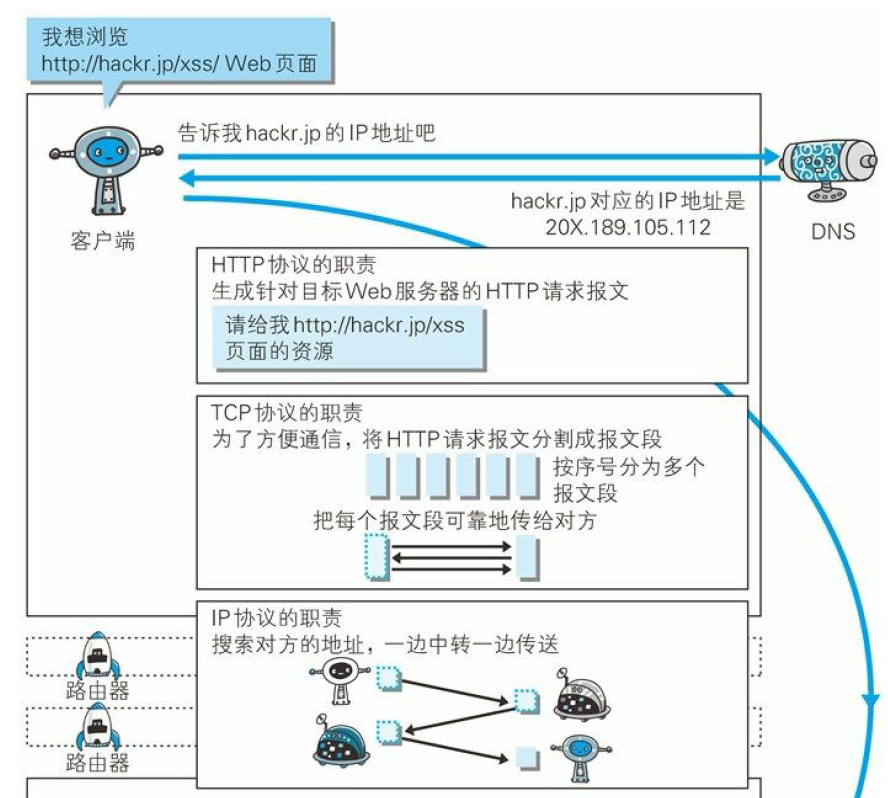 我想浏览
http://hackr.jp/xss/ Web页面
告诉我hackr.jp的IP地址吧
hackr.jp对应的IP地址是
20X.189.105.112
客户端
DNS
HTTP协议的职责
生成针对目标Web服务器的HTTP请求报文
请给我http://hackr.jp/xss
页面的资源
TCP协议的职责
为了方便通信，将HTTP请求报文分割成报文段
按序号分为多个
报文段
把每个报文段可靠地传给对方
IP协议的职责
搜索对方的地址，一边中转一边传送
路由器
路由器